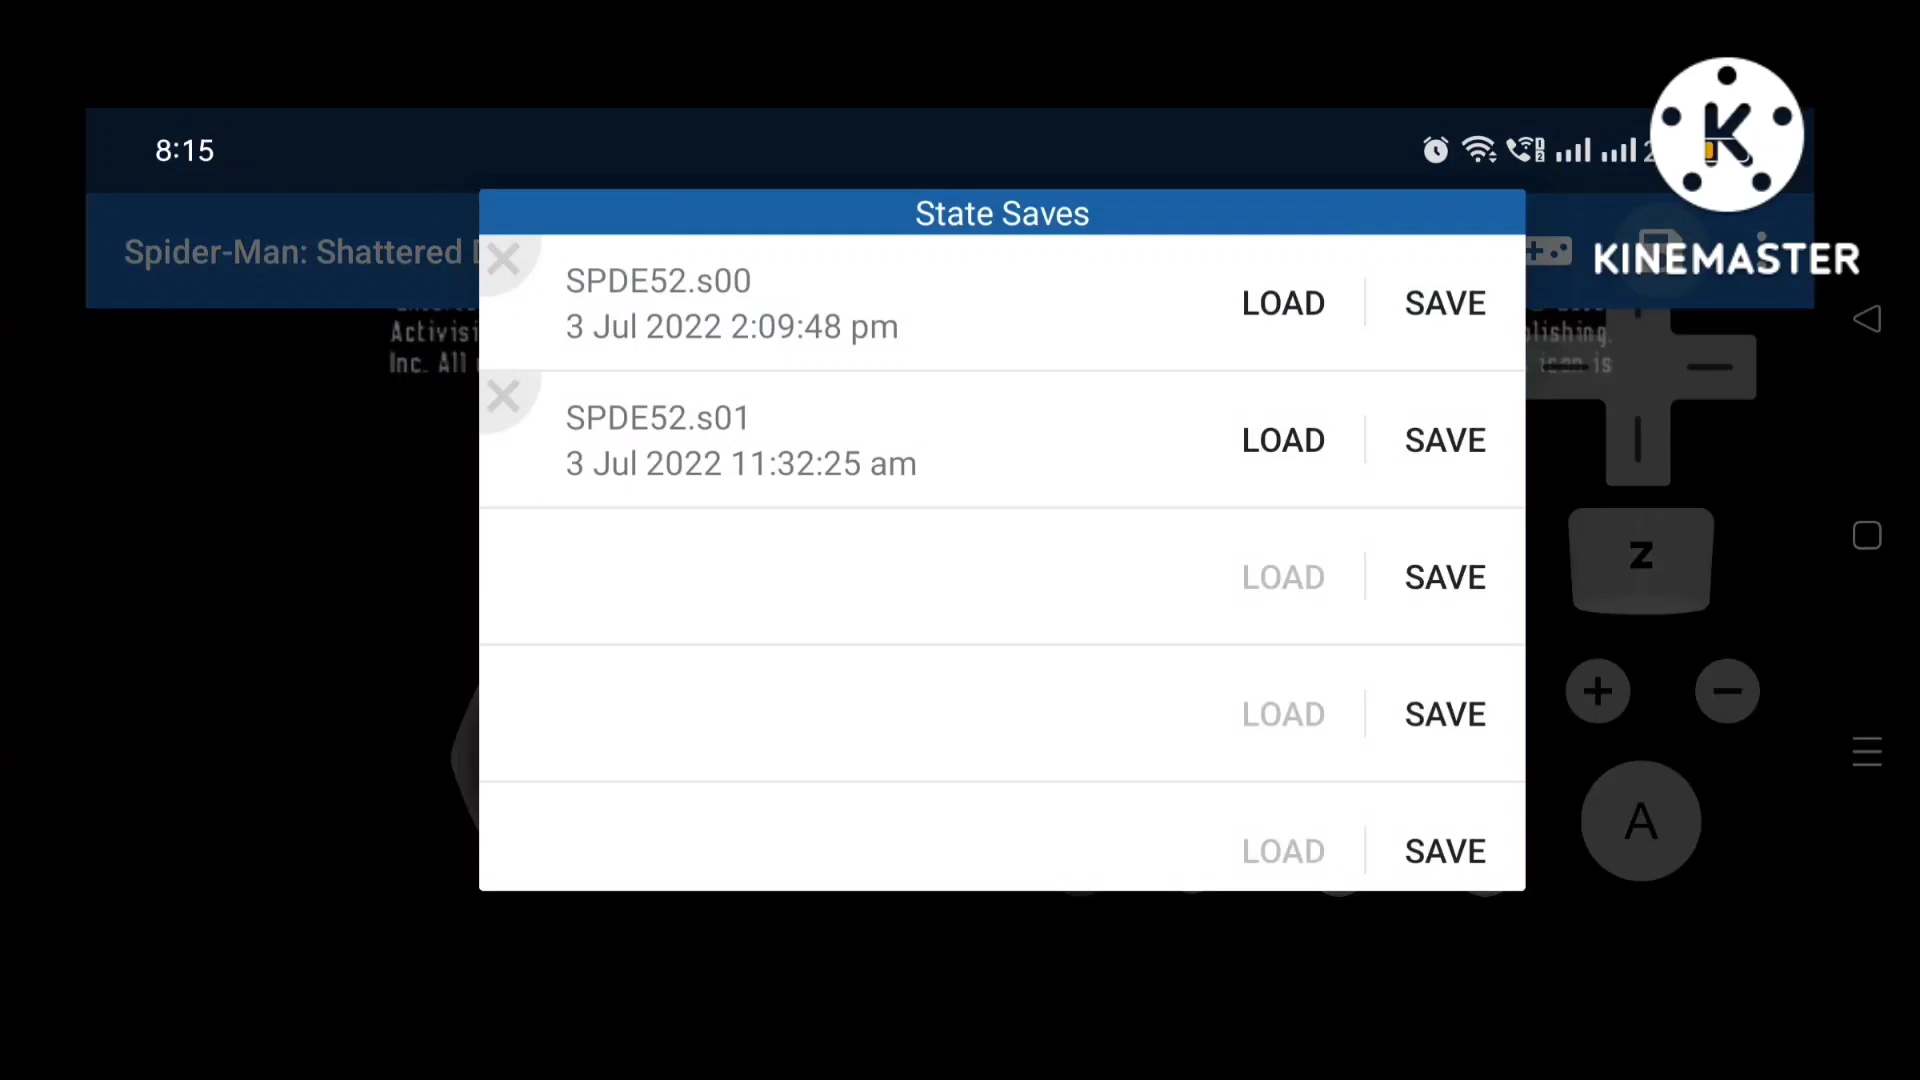 8:15
K
KINEMASTER
Spider-Man: Shattered
State Saves
SPDE52.s00
3 Jul 2022 2:09:48 pm
LOAD
SAVE
SPDE52.s01
3 Jul 2022 11:32:25 am
LOAD
SAVE
LOAD
SAVE
LOAD
SAVE
LOAD
SAVE
Inc. All
is
Z
+
−
A